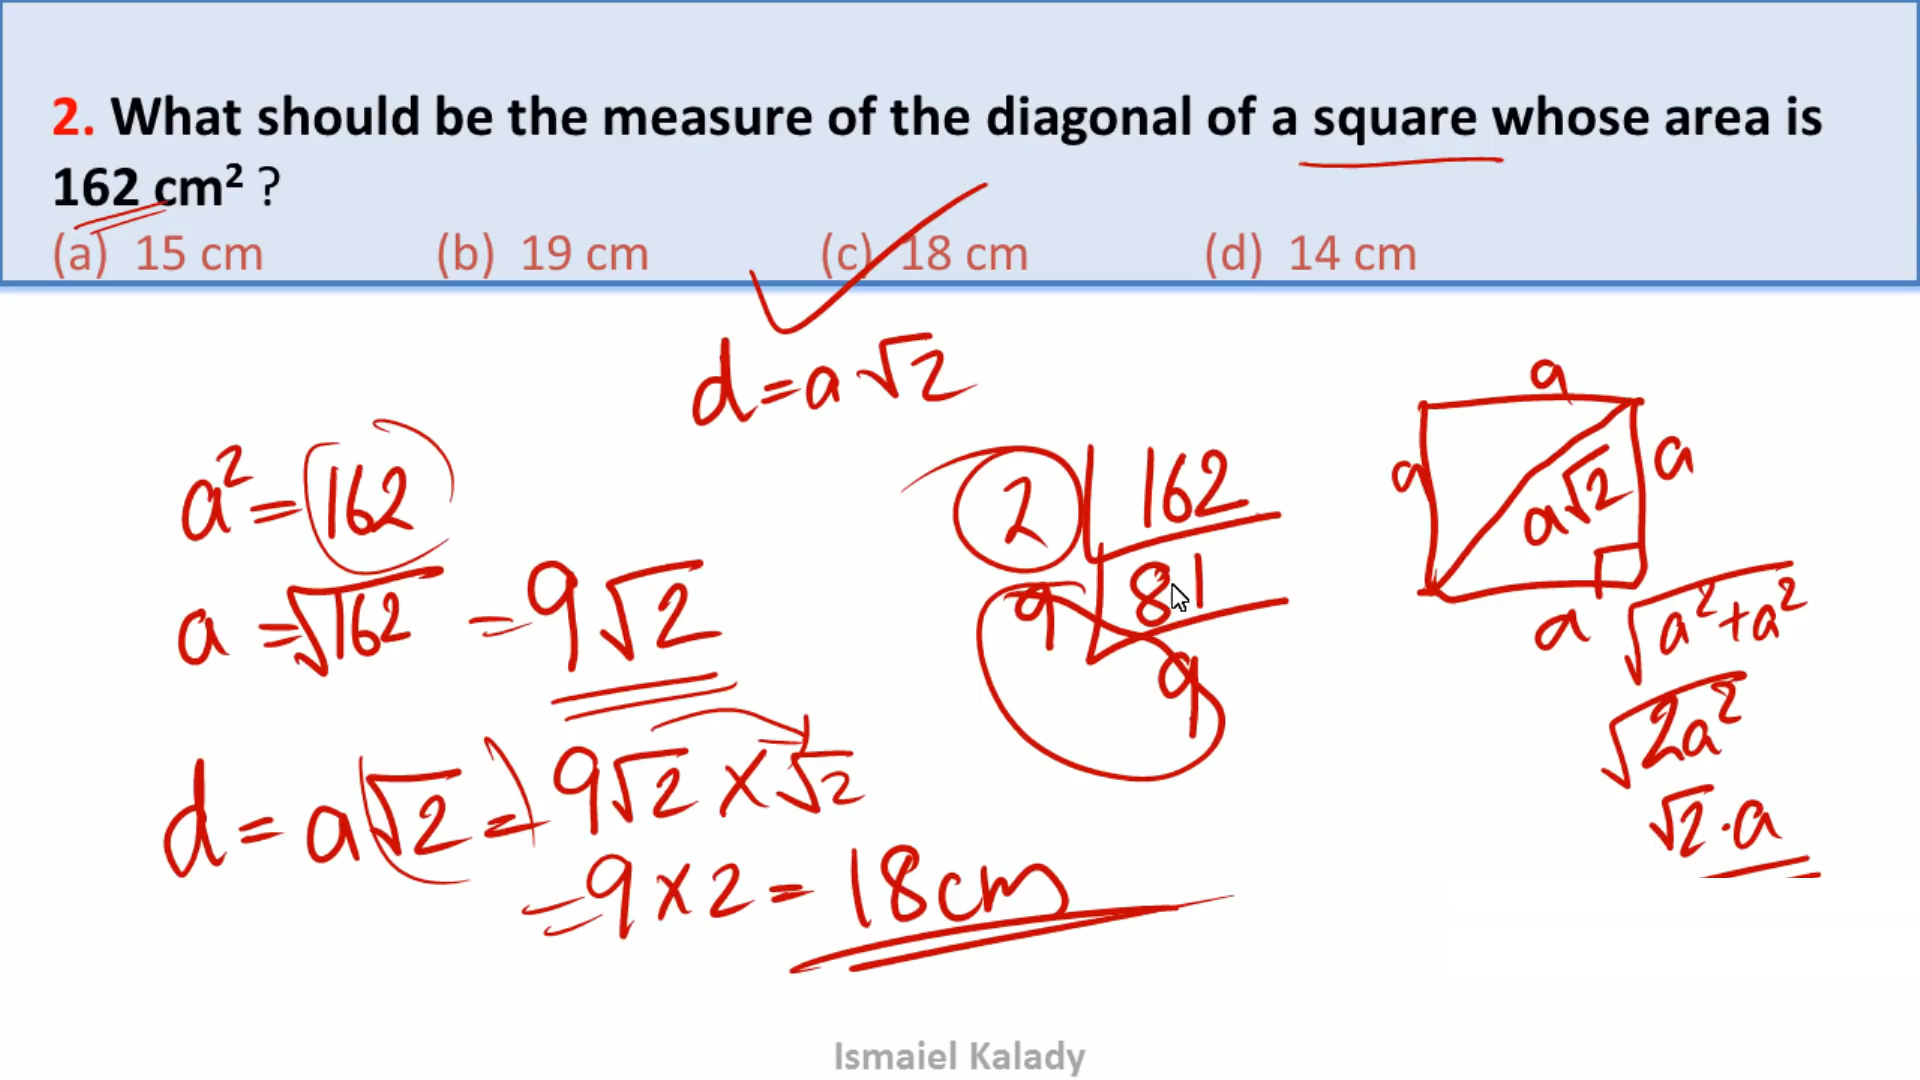 2. What should be the measure of the diagonal of a square whose area is
162 cm² ?
(a) 15 cm (b) 19 cm (c) 18 cm (d) 14 cm
d = a√2
a² = 162
a = √162 = 9√2
d = a√2 = 9√2 × √2
= 9 × 2 = 18cm
2 162
9 81
9
a
a a√2 a
a
√a²+a²
√2a²
√2·a
Ismaiel Kalady